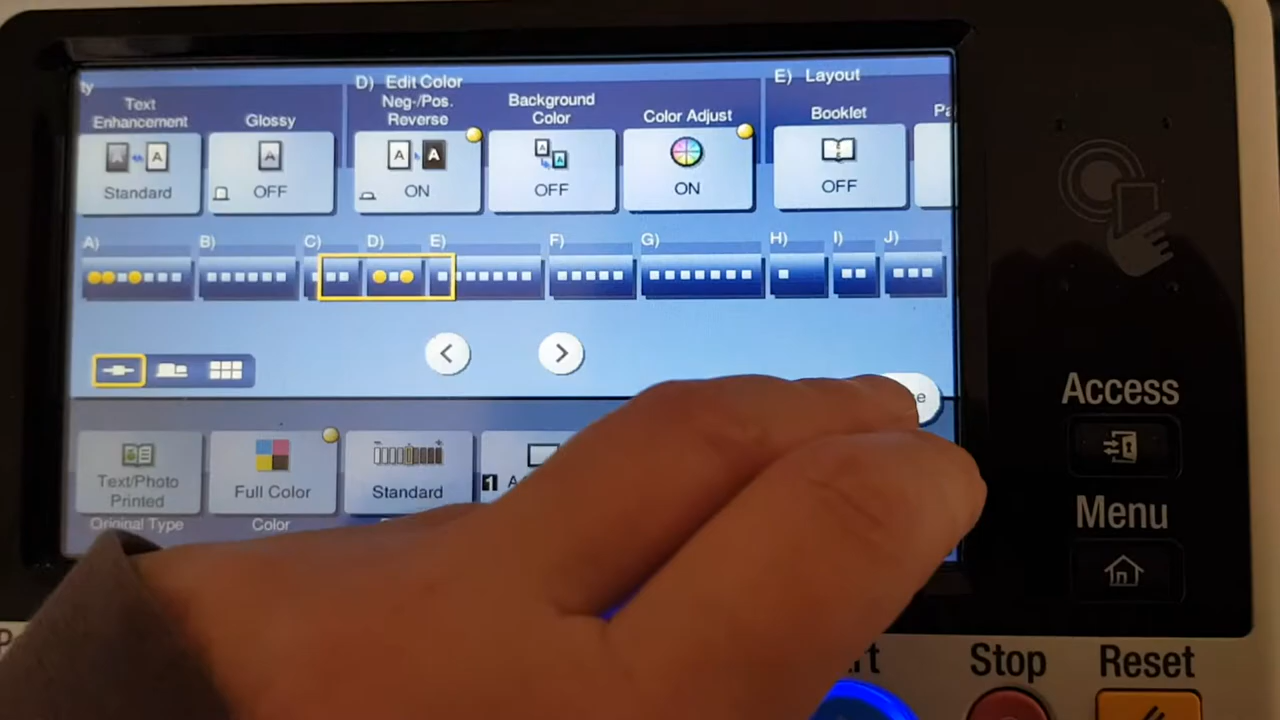 ty
D) Edit Color
E) Layout
Text
Enhancement
Glossy
Neg-/Pos.
Reverse
Background
Color
Color Adjust
Booklet
Pa
Standard
OFF
ON
OFF
ON
OFF
A) B) C) D) E) F) G) H) I) J)
Text/Photo
Printed
Full Color
Standard
1
Original Type
Color
Access
Menu
Stop
Reset